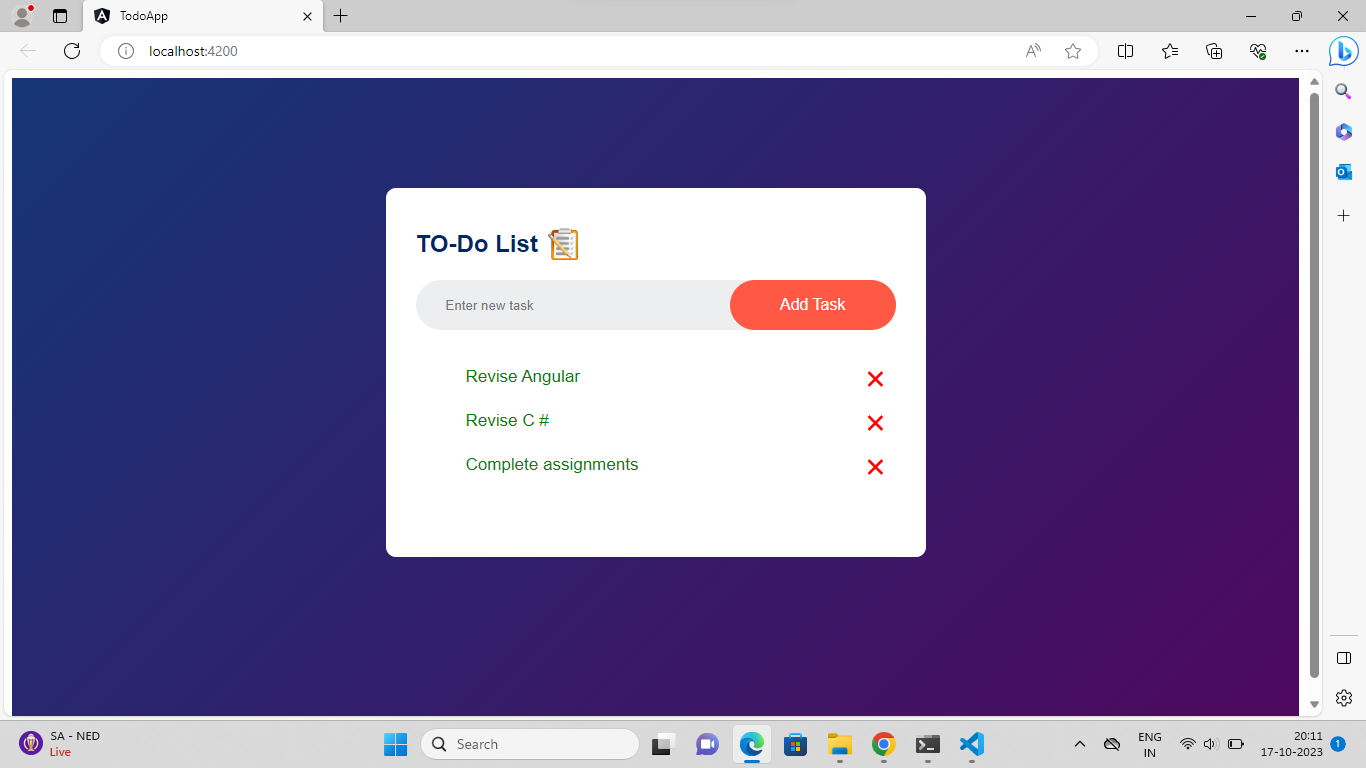 TodoApp
localhost:4200
TO-Do List
Enter new task
Add Task
Revise Angular
Revise C #
Complete assignments
SA - NED
Live
Search
ENG
IN
20:11
17-10-2023
1